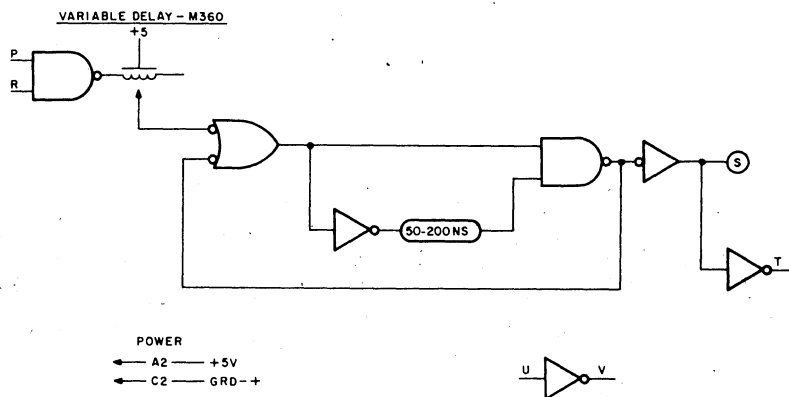 VARIABLE DELAY - M360
+5
P
R
S
50-200NS
T
POWER
A2 +5V
C2 GRD-+
U V